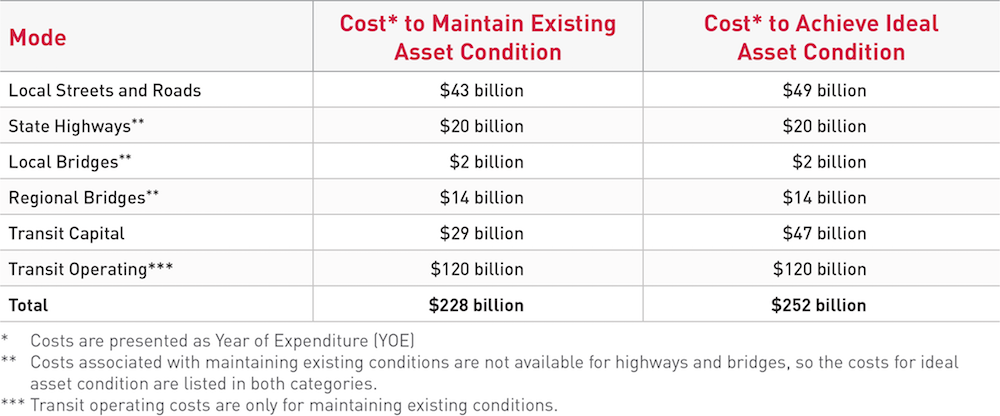 Mode Cost* to Maintain Existing Asset Condition Cost* to Achieve Ideal Asset Condition
Local Streets and Roads $43 billion $49 billion
State Highways** $20 billion $20 billion
Local Bridges** $2 billion $2 billion
Regional Bridges** $14 billion $14 billion
Transit Capital $29 billion $47 billion
Transit Operating*** $120 billion $120 billion
Total $228 billion $252 billion
* Costs are presented as Year of Expenditure (YOE)
** Costs associated with maintaining existing conditions are not available for highways and bridges, so the costs for ideal
asset condition are listed in both categories.
*** Transit operating costs are only for maintaining existing conditions.